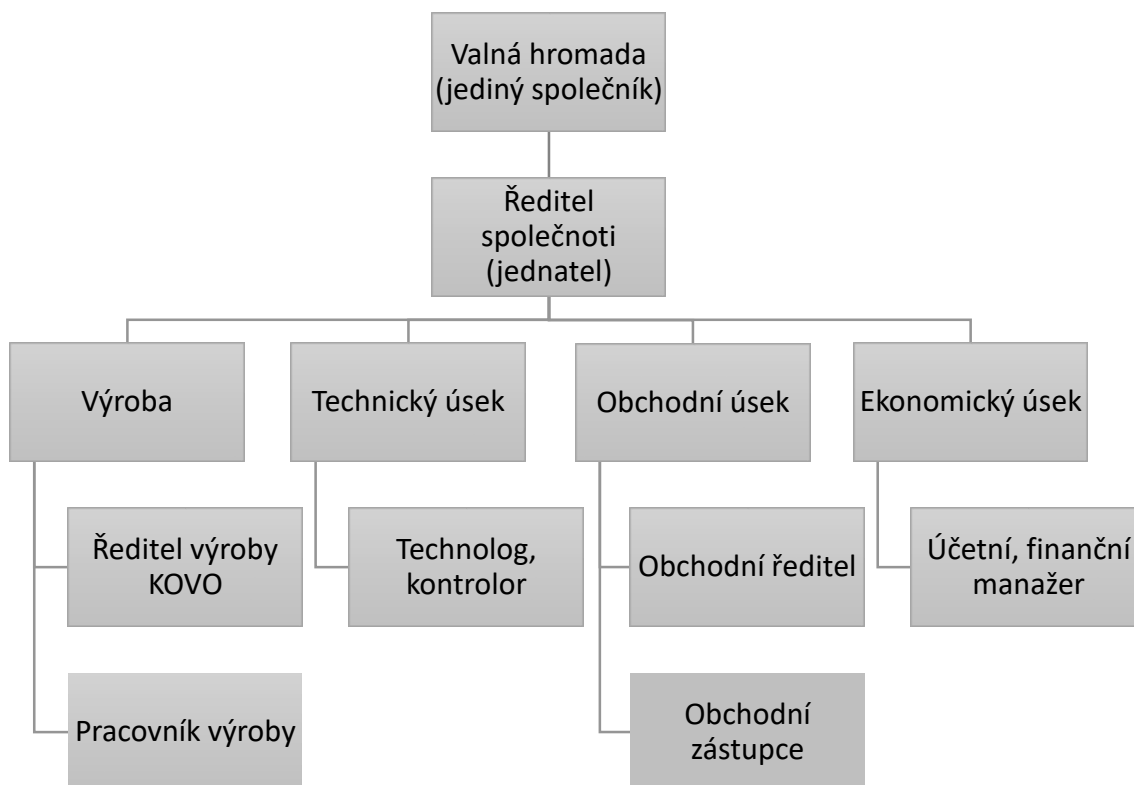 Valná hromada
(jediný společník)
Ředitel
společnoti
(jednatel)
Výroba
Technický úsek
Obchodní úsek
Ekonomický úsek
Ředitel výroby
KOVO
Technolog,
kontrolor
Obchodní ředitel
Účetní, finanční
manažer
Pracovník výroby
Obchodní
zástupce